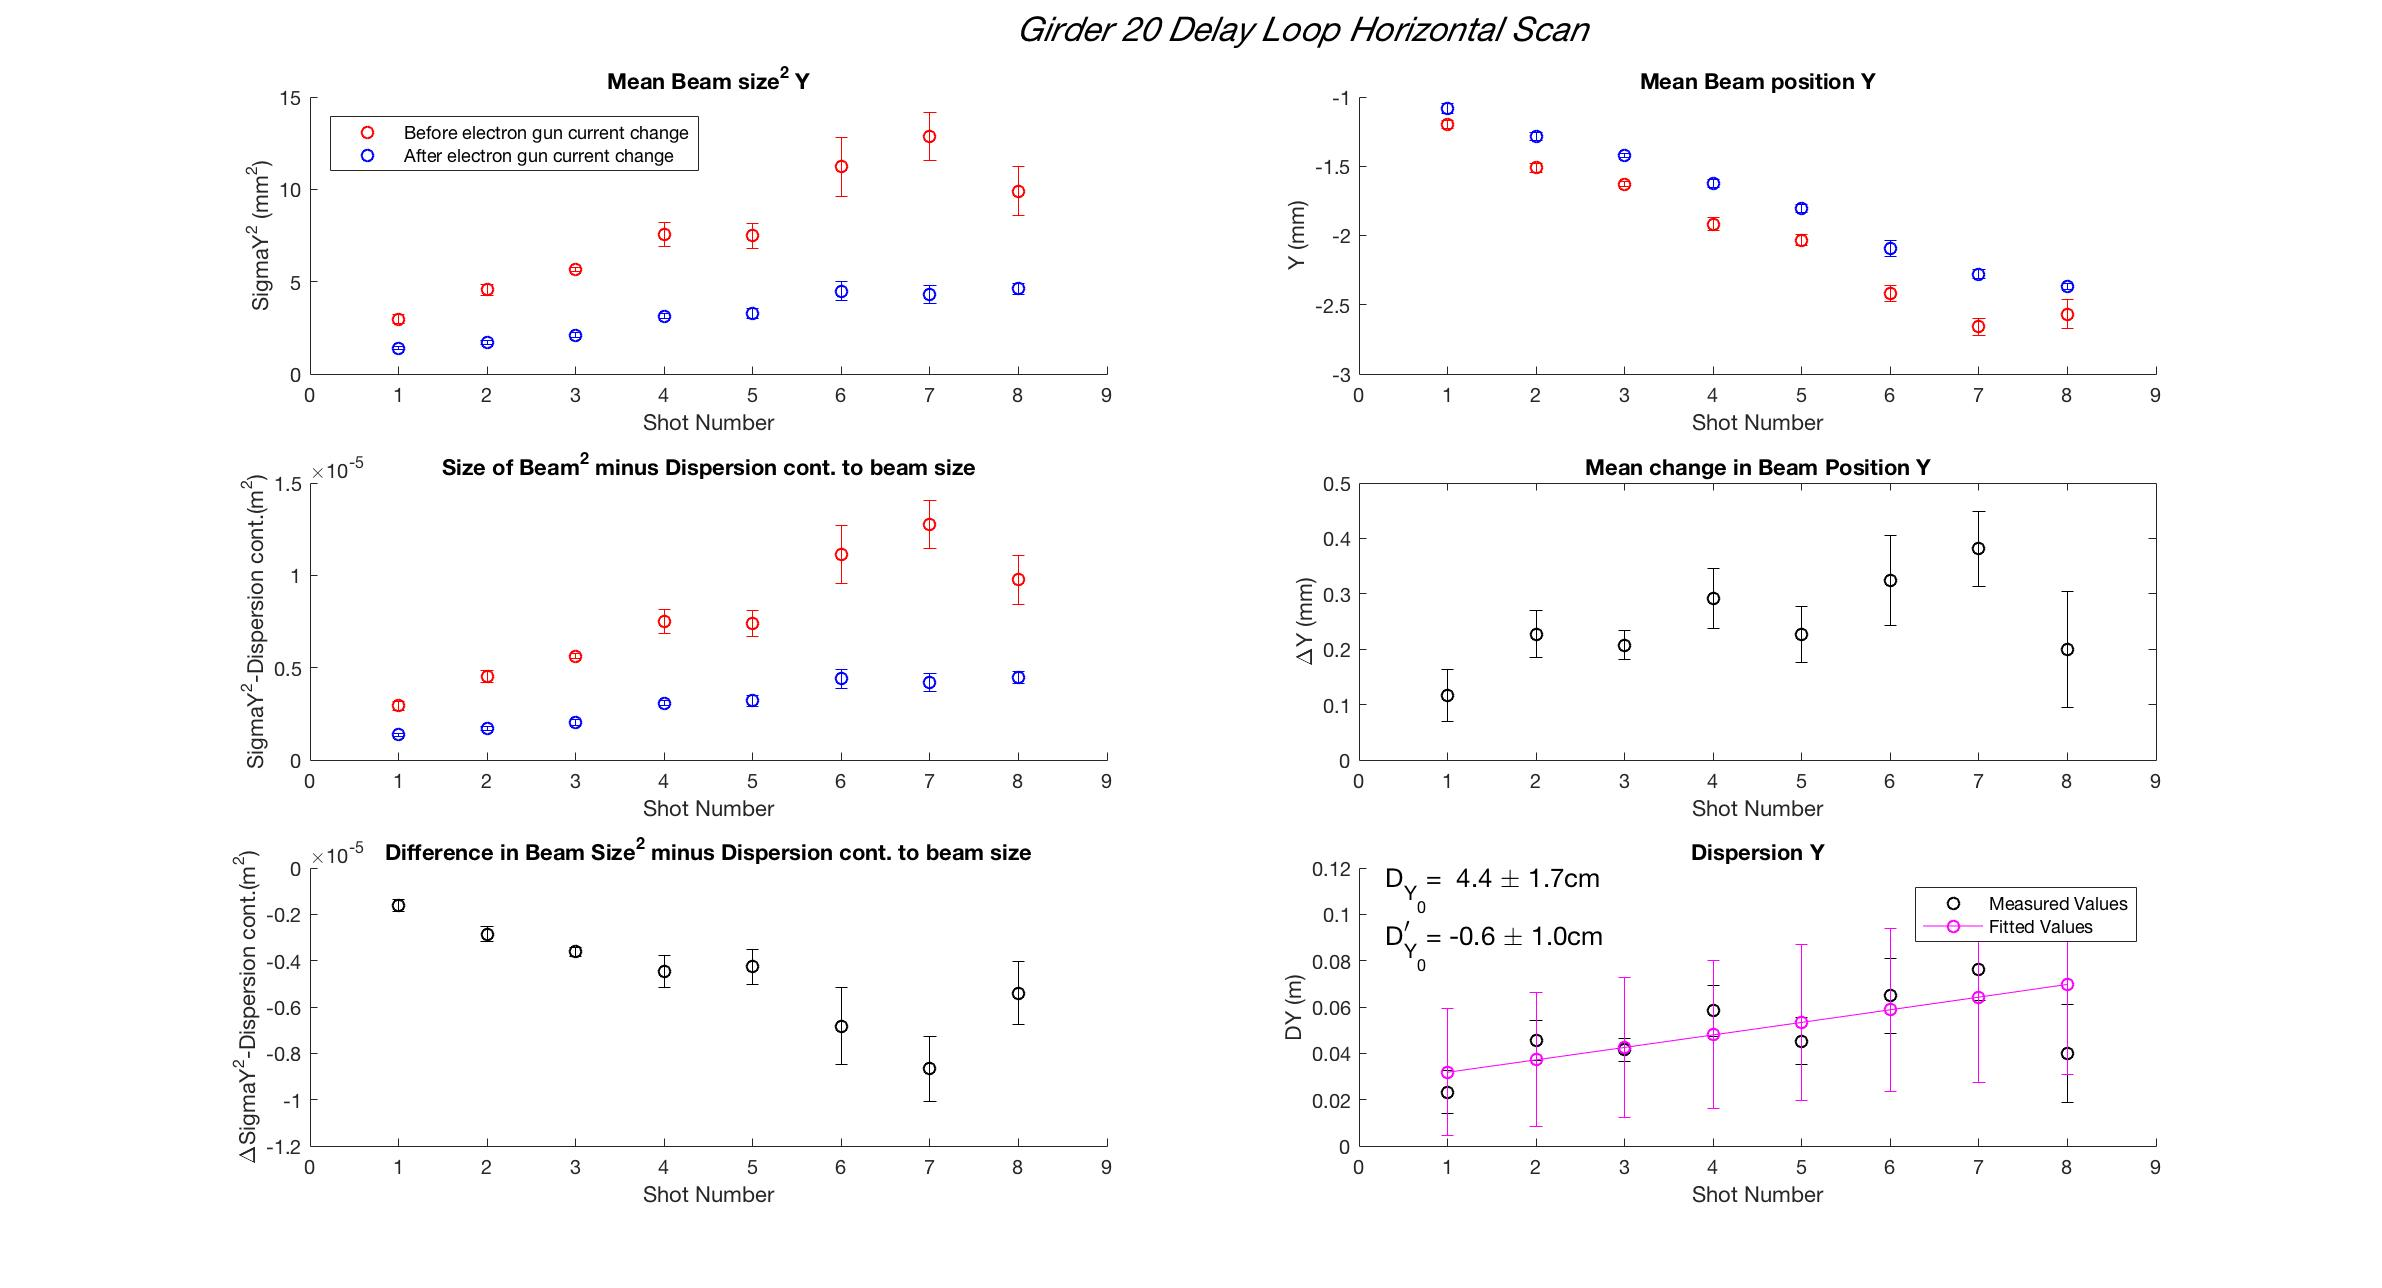 Girder 20 Delay Loop Horizontal Scan
Mean Beam size² Y
15
10
5
0
SigmaY² (mm²)
Before electron gun current change
After electron gun current change
0 1 2 3 4 5 6 7 8 9
Shot Number
Mean Beam position Y
-1
-1.5
-2
-2.5
-3
Y (mm)
0 1 2 3 4 5 6 7 8 9
Shot Number
Size of Beam² minus Dispersion cont. to beam size
×10⁻⁵
1.5
1
0.5
0
SigmaY²-Dispersion cont.(m²)
0 1 2 3 4 5 6 7 8 9
Shot Number
Mean change in Beam Position Y
0.5
0.4
0.3
0.2
0.1
0
ΔY (mm)
0 1 2 3 4 5 6 7 8 9
Shot Number
Difference in Beam Size² minus Dispersion cont. to beam size
×10⁻⁵
0
-0.2
-0.4
-0.6
-0.8
-1
-1.2
ΔSigmaY²-Dispersion cont.(m²)
0 1 2 3 4 5 6 7 8 9
Shot Number
Dispersion Y
0.12
0.1
0.08
0.06
0.04
0.02
0
DY (m)
D_Y₀ = 4.4 ± 1.7cm
D′_Y₀ = -0.6 ± 1.0cm
Measured Values
Fitted Values
0 1 2 3 4 5 6 7 8 9
Shot Number